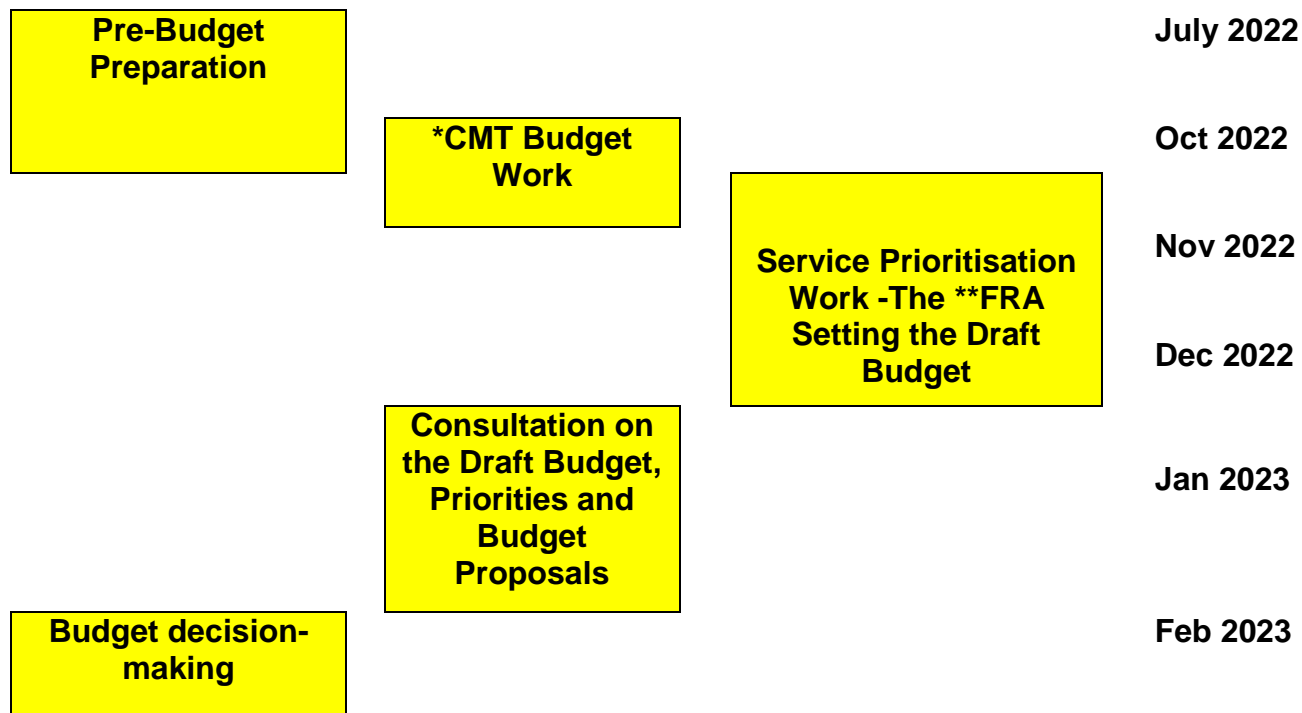 Pre-Budget
Preparation
July 2022
*CMT Budget
Work
Oct 2022
Service Prioritisation
Work -The **FRA
Setting the Draft
Budget
Nov 2022
Dec 2022
Consultation on
the Draft Budget,
Priorities and
Budget
Proposals
Jan 2023
Budget decision-
making
Feb 2023